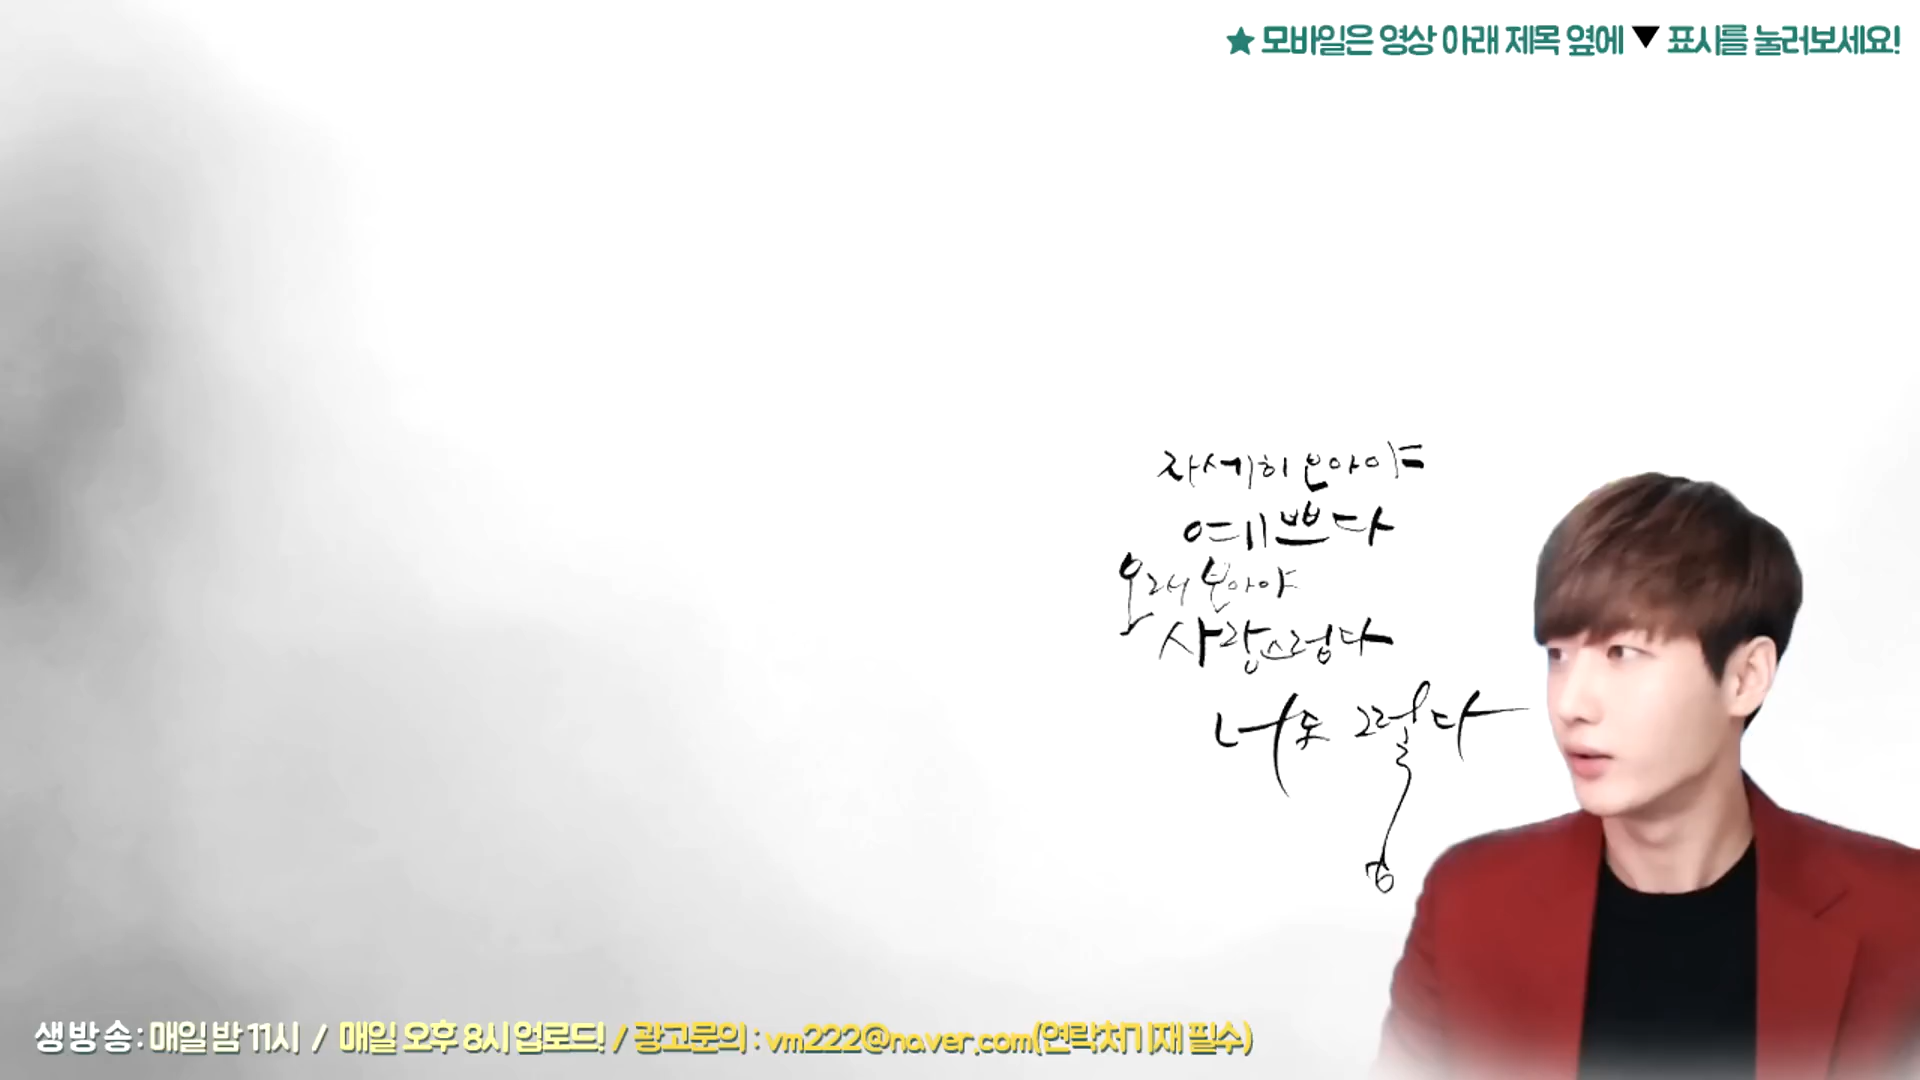 ★ 모바일은 영상 아래 제목 옆에 ▼ 표시를 눌러보세요!
자세히 보아야
예쁘다
오래 보아야
사랑스럽다
너도 그렇다
생방송 : 매일 밤 11시 / 매일 오후 8시 업로드! / 광고문의 : vm222@naver.com(연락처기재 필수)